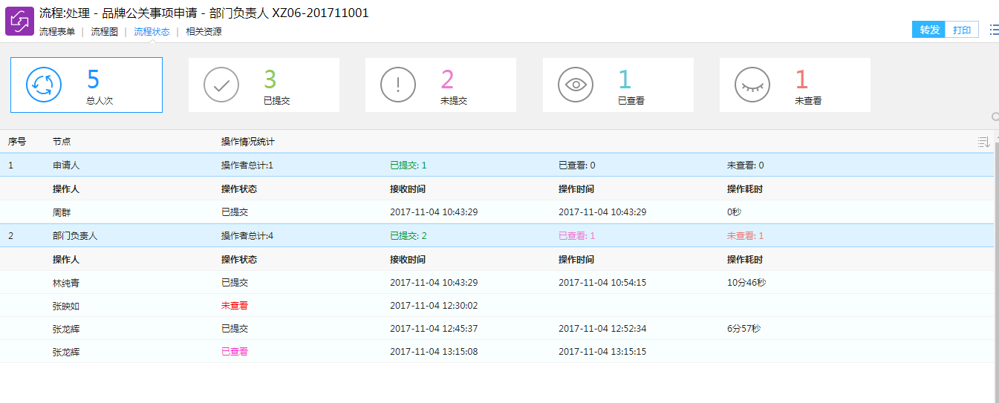 流程:处理 - 品牌公关事项申请 - 部门负责人 XZ06-201711001
流程表单 | 流程图 | 流程状态 | 相关资源
转发 打印
5 总人次
3 已提交
2 未提交
1 已查看
1 未查看
序号 节点 操作情况统计
1 申请人 操作者总计:1 已提交: 1 已查看: 0 未查看: 0
操作人 操作状态 接收时间 操作时间 操作耗时
周群 已提交 2017-11-04 10:43:29 2017-11-04 10:43:29 0秒
2 部门负责人 操作者总计:4 已提交: 2 已查看: 1 未查看: 1
操作人 操作状态 接收时间 操作时间 操作耗时
林纯青 已提交 2017-11-04 10:43:29 2017-11-04 10:54:15 10分46秒
张映如 未查看 2017-11-04 12:30:02
张龙辉 已提交 2017-11-04 12:45:37 2017-11-04 12:52:34 6分57秒
张龙辉 已查看 2017-11-04 13:15:08 2017-11-04 13:15:15